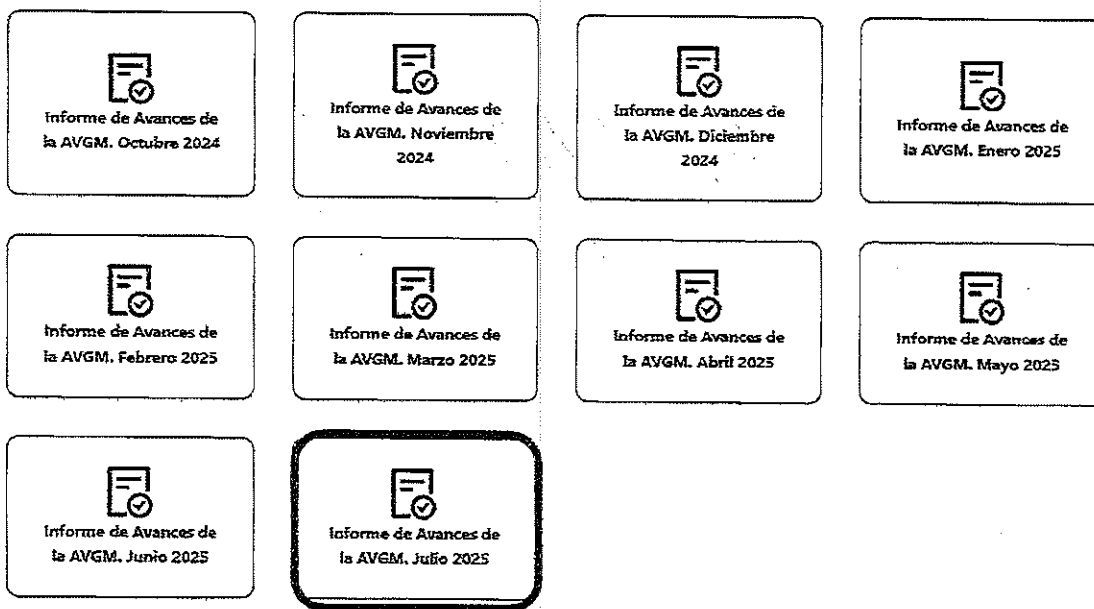 Informe de Avances de
la AVGM. Octubre 2024
Informe de Avances de
la AVGM. Noviembre
2024
Informe de Avances de
la AVGM. Diciembre
2024
Informe de Avances de
la AVGM. Enero 2025
Informe de Avances de
la AVGM. Febrero 2025
Informe de Avances de
la AVGM. Marzo 2025
Informe de Avances de
la AVGM. Abril 2025
Informe de Avances de
la AVGM. Mayo 2025
Informe de Avances de
la AVGM. Junio 2025
Informe de Avances de
la AVGM. Julio 2025